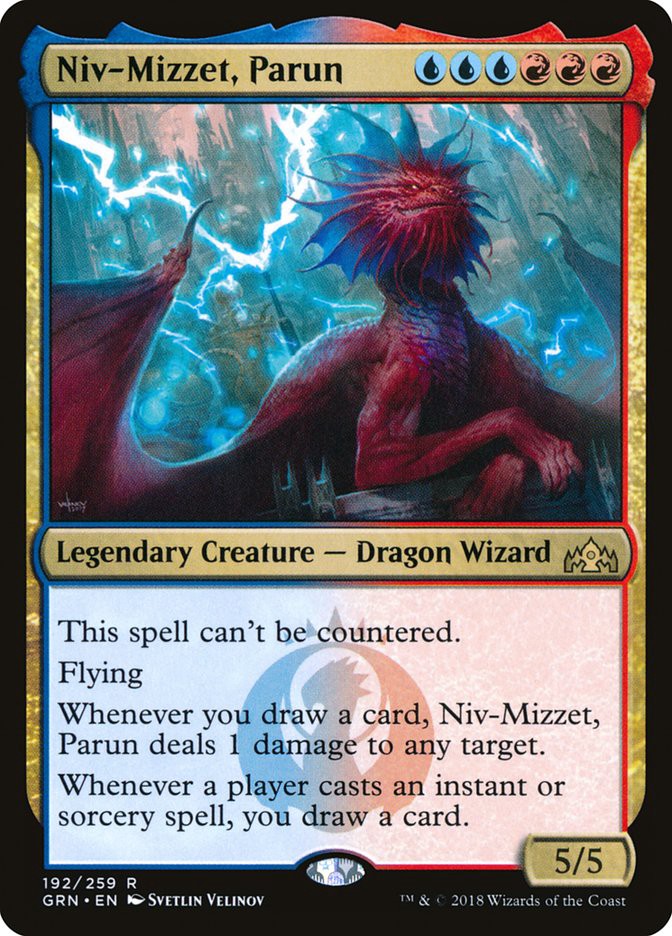 Niv-Mizzet, Parun
Legendary Creature — Dragon Wizard
This spell can't be countered.
Flying
Whenever you draw a card, Niv-Mizzet,
Parun deals 1 damage to any target.
Whenever a player casts an instant or
sorcery spell, you draw a card.
5/5
192/259 R
GRN • EN Svetlin Velinov
™ & © 2018 Wizards of the Coast